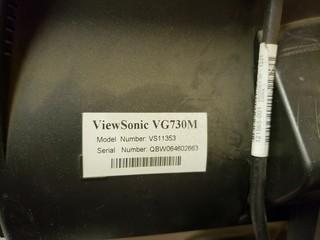 ViewSonic VG730M
Model Number: VS11353
Serial Number: QBW064602663